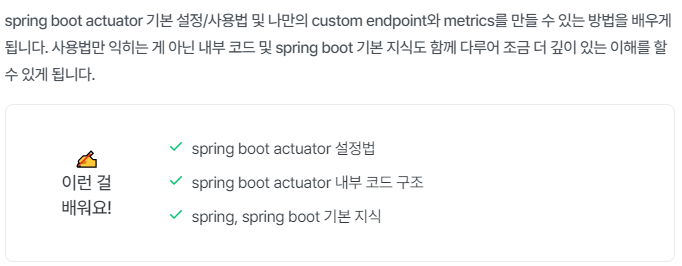 spring boot actuator 기본 설정/사용법 및 나만의 custom endpoint와 metrics를 만들 수 있는 방법을 배우게
됩니다. 사용법만 익히는 게 아닌 내부 코드 및 spring boot 기본 지식도 함께 다루어 조금 더 깊이 있는 이해를 할
수 있게 됩니다.
이런 걸
배워요!
spring boot actuator 설정법
spring boot actuator 내부 코드 구조
spring, spring boot 기본 지식